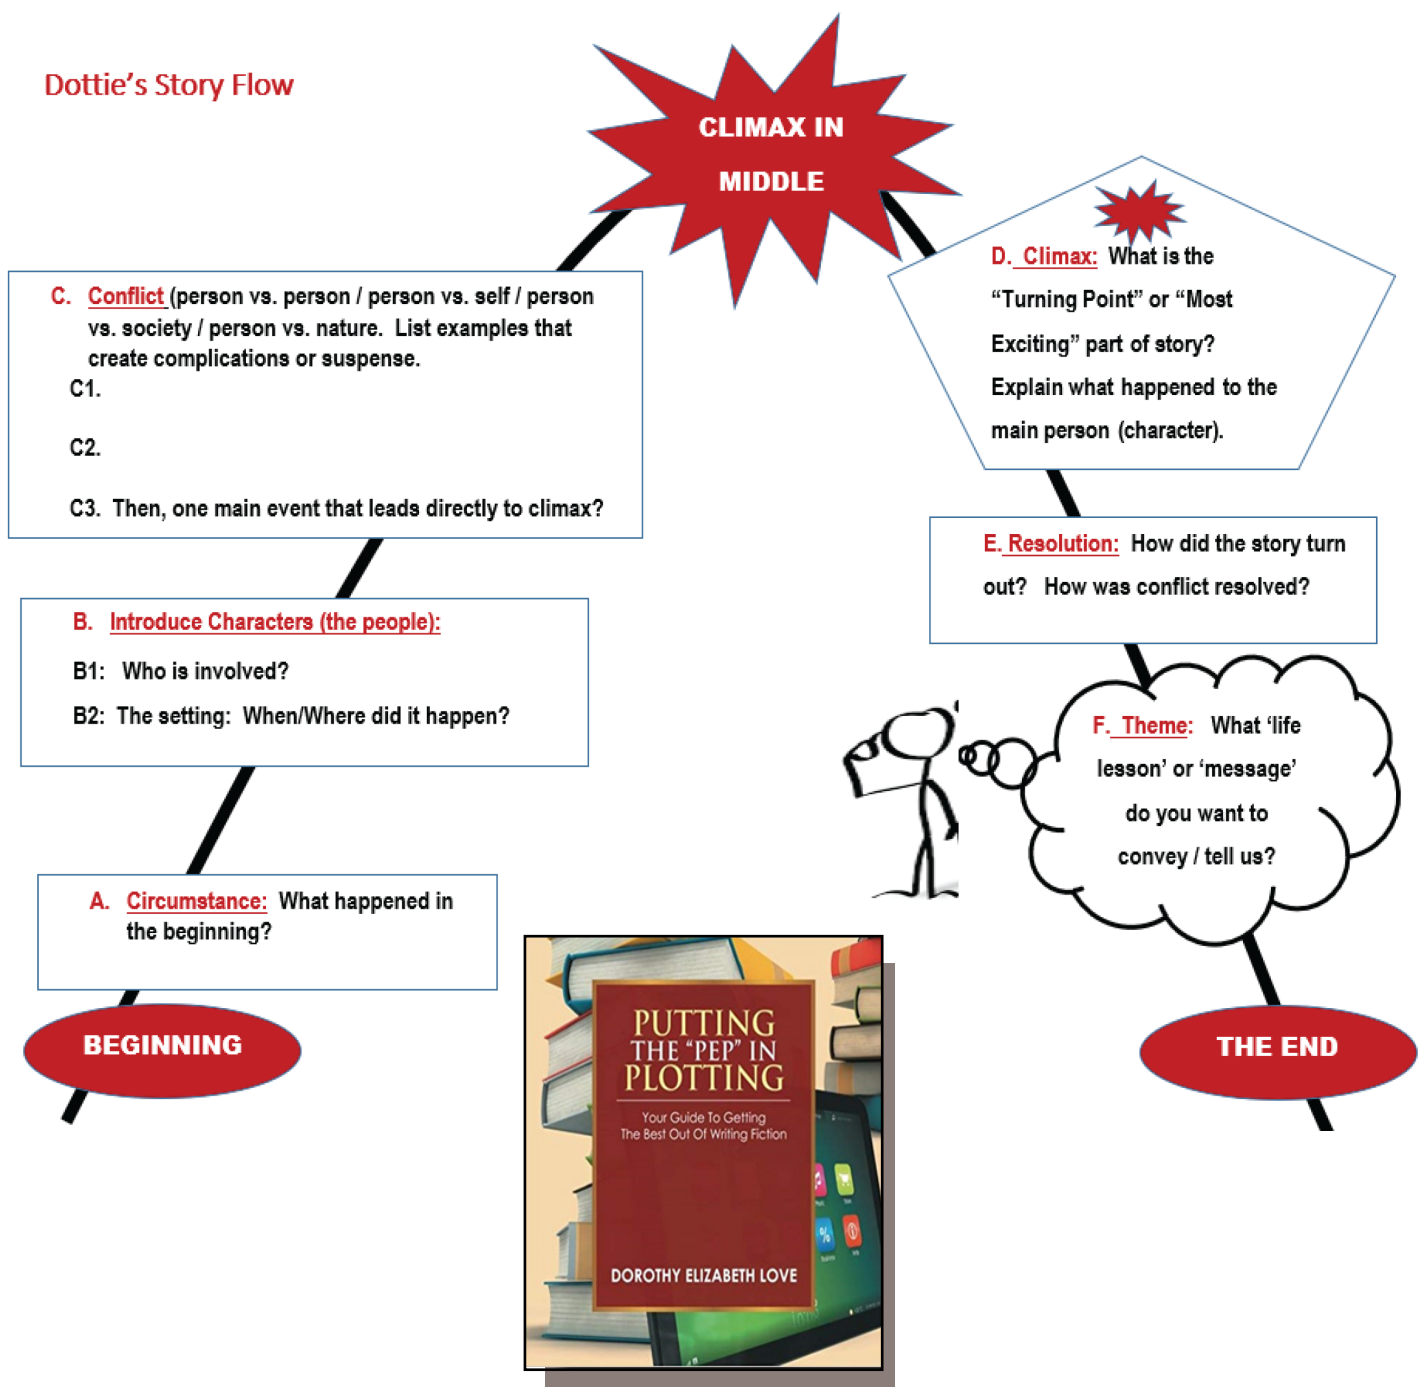 Dottie's Story Flow
CLIMAX IN
MIDDLE
C. Conflict (person vs. person / person vs. self / person
vs. society / person vs. nature. List examples that
create complications or suspense.
C1.
C2.
C3. Then, one main event that leads directly to climax?
B. Introduce Characters (the people):
B1: Who is involved?
B2: The setting: When/Where did it happen?
A. Circumstance: What happened in
the beginning?
BEGINNING
D. Climax: What is the
“Turning Point” or “Most
Exciting” part of story?
Explain what happened to the
main person (character).
E. Resolution: How did the story turn
out? How was conflict resolved?
F. Theme: What ‘life
lesson’ or ‘message’
do you want to
convey / tell us?
THE END
PUTTING
THE “PEP” IN
PLOTTING
Your Guide To Getting
The Best Out Of Writing Fiction
DOROTHY ELIZABETH LOVE